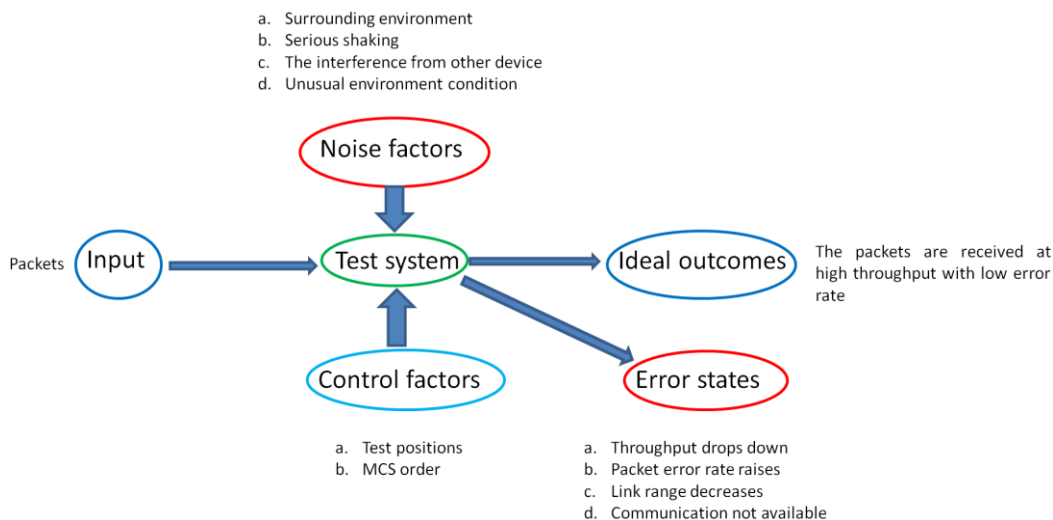 a. Surrounding environment
b. Serious shaking
c. The interference from other device
d. Unusual environment condition
Noise factors
Packets
Input
Test system
Ideal outcomes
The packets are received at
high throughput with low error
rate
Control factors
Error states
a. Test positions
b. MCS order
a. Throughput drops down
b. Packet error rate raises
c. Link range decreases
d. Communication not available